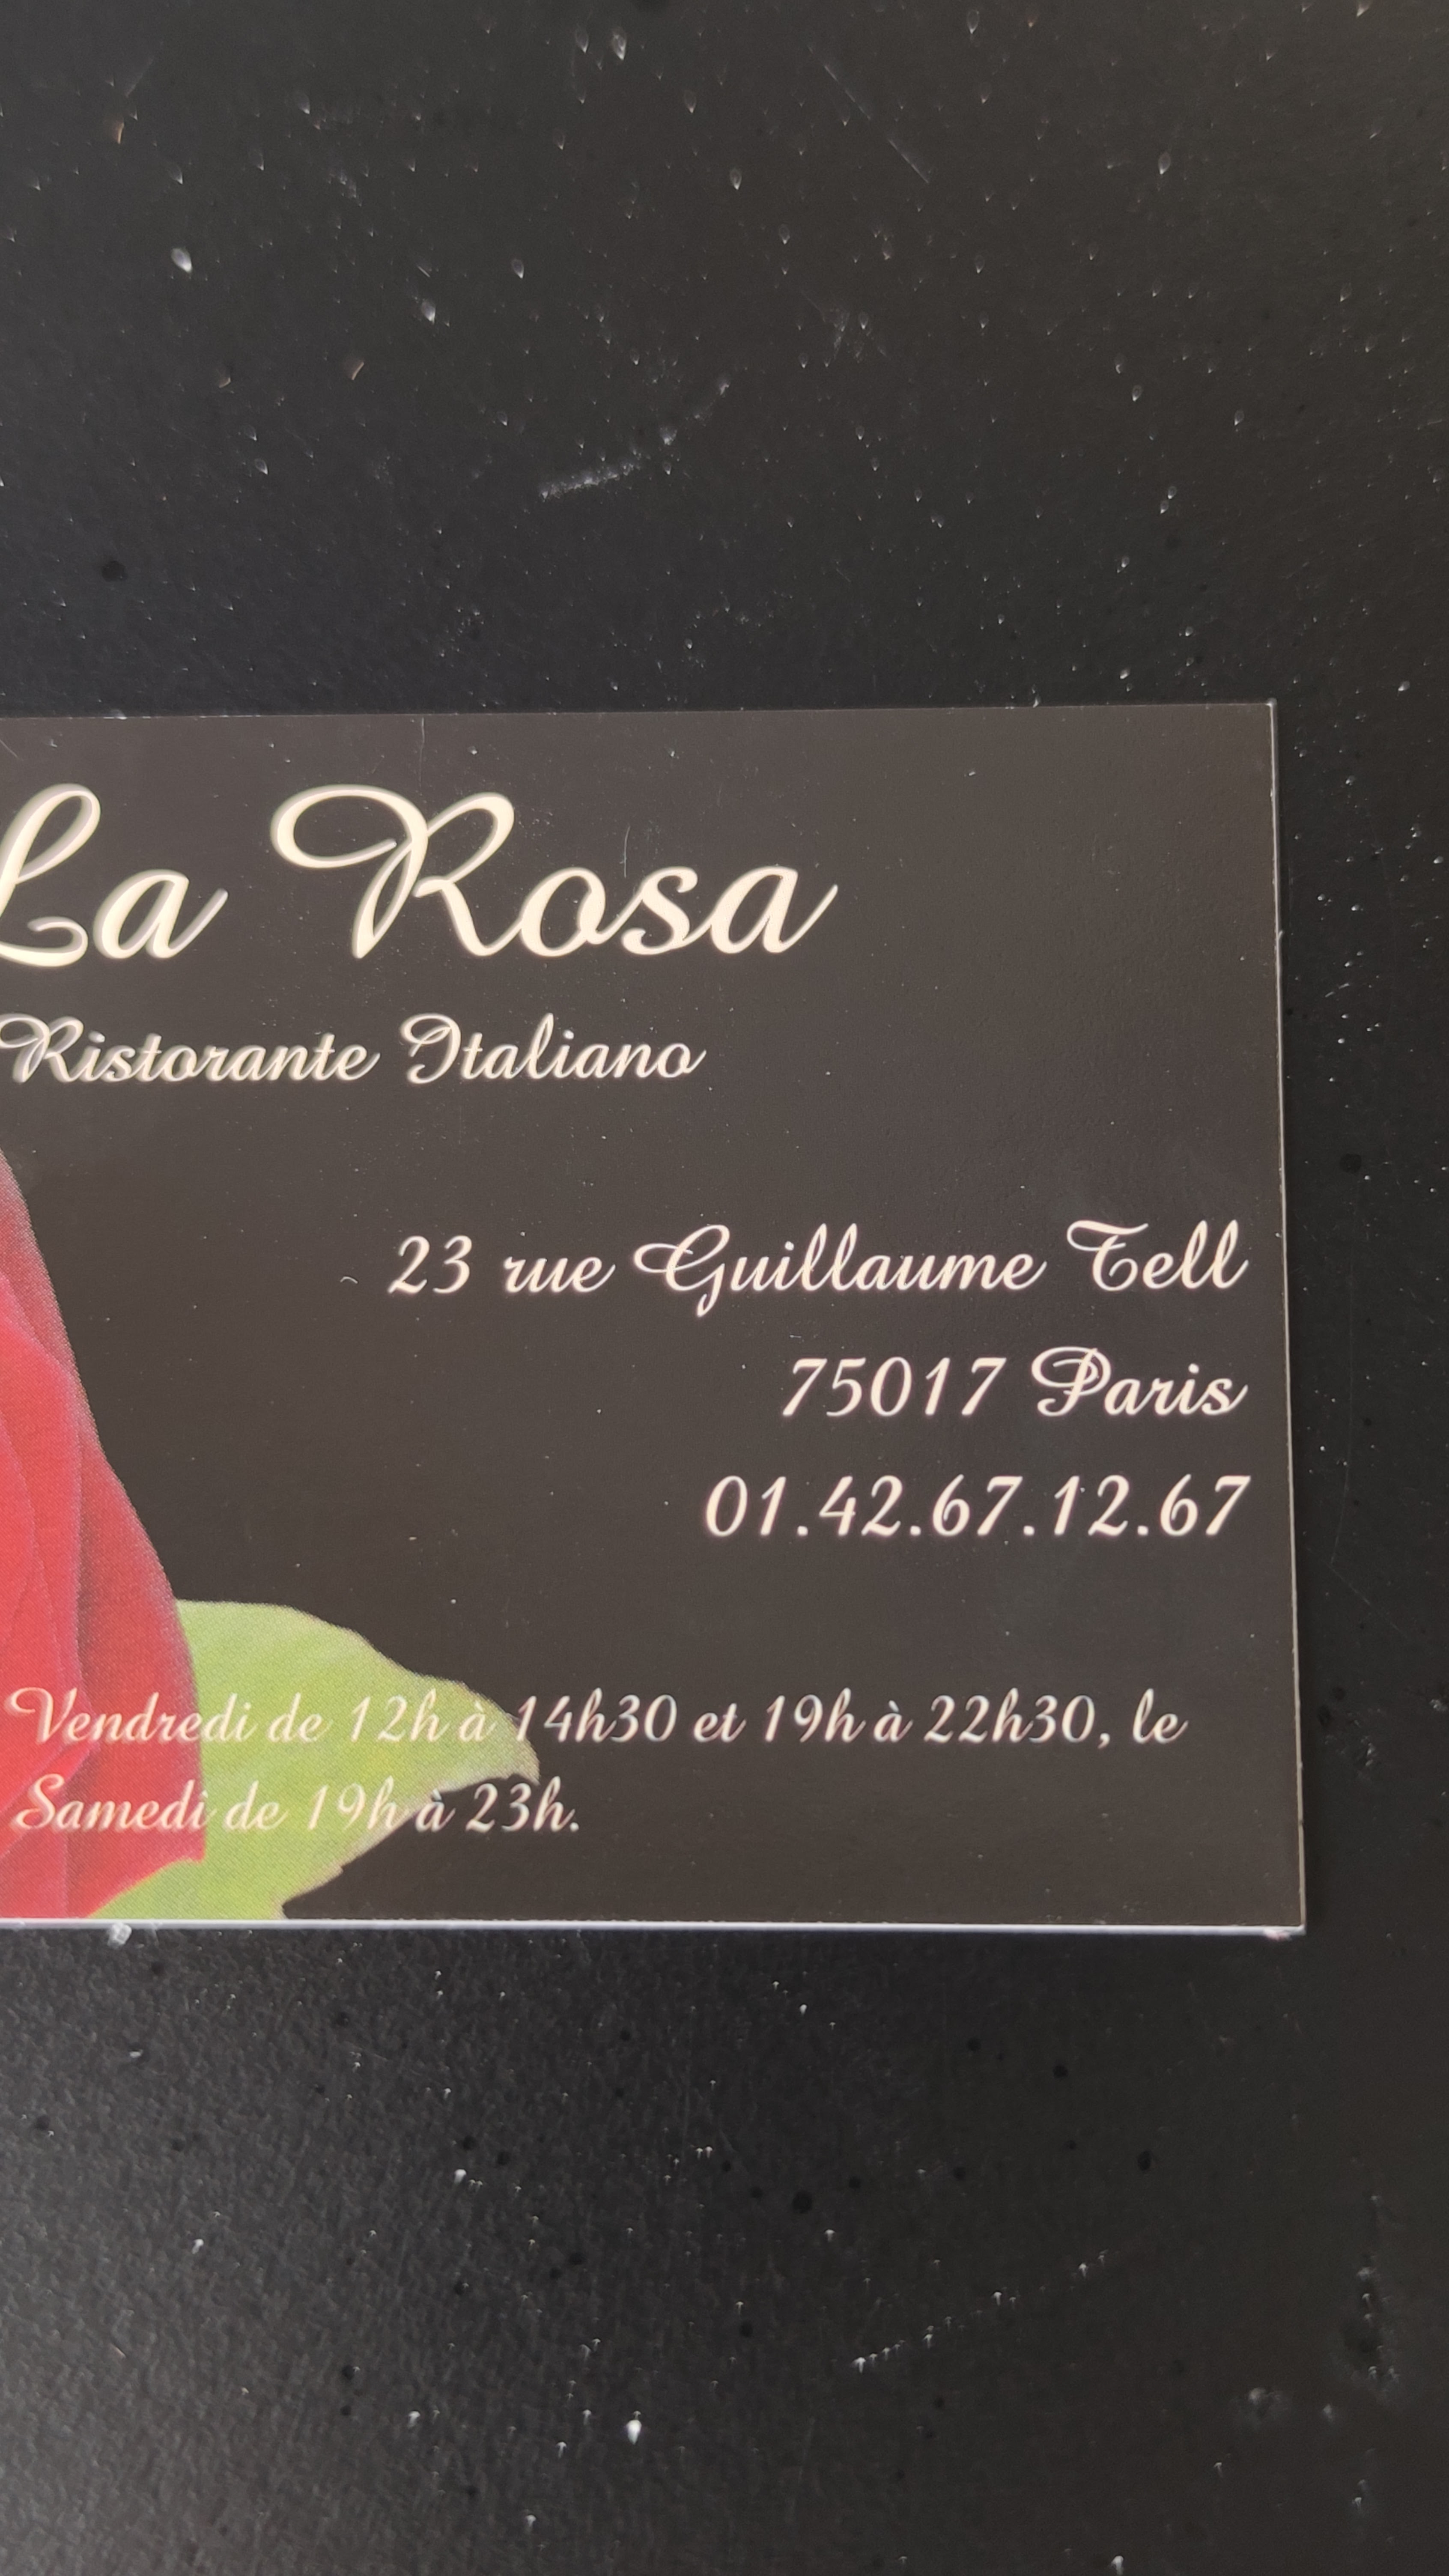 La Rosa
Ristorante Italiano
23 rue Guillaume Tell
75017 Paris
01.42.67.12.67
Vendredi de 12h à 14h30 et 19h à 22h30, le
Samedi de 19h à 23h.